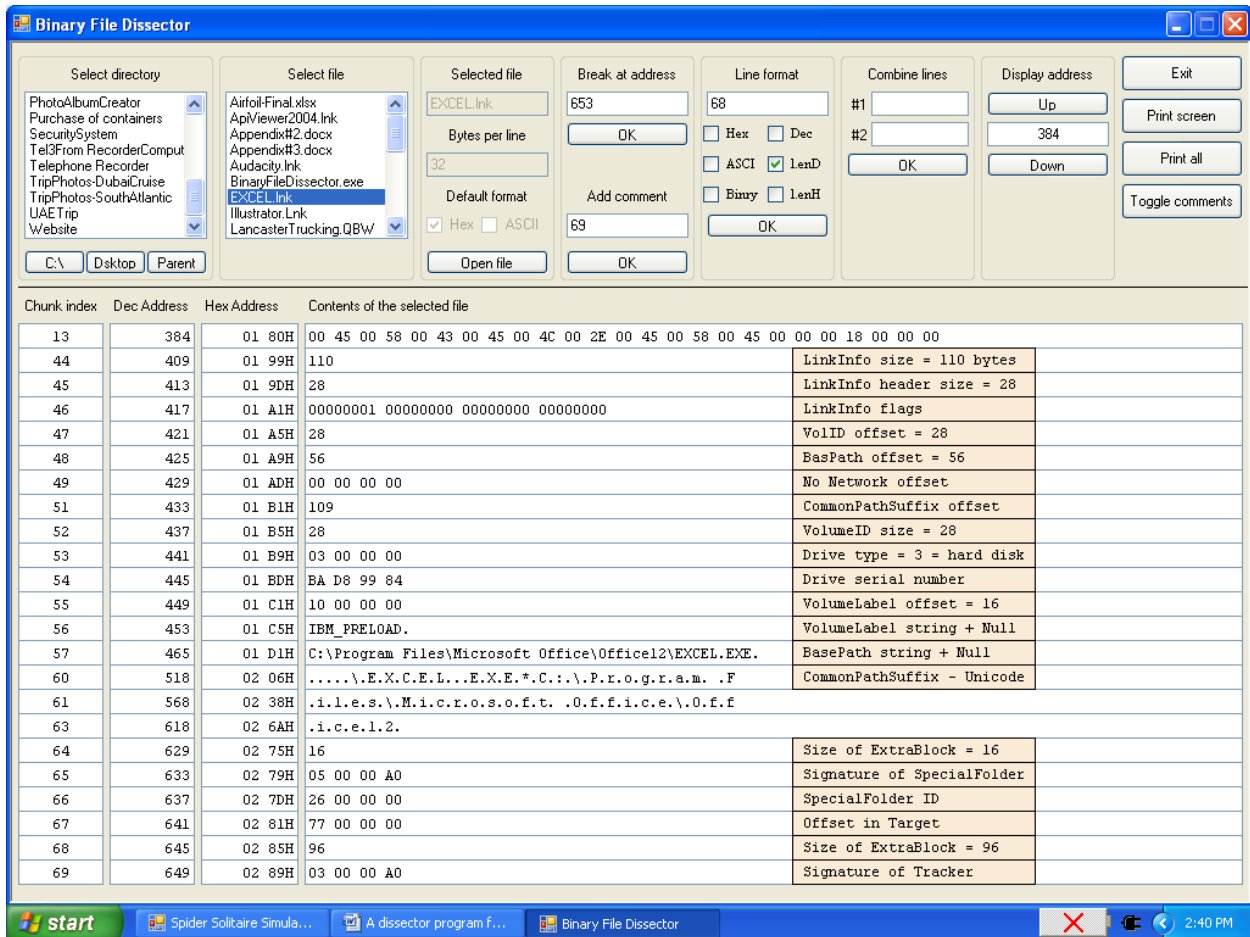 Binary File Dissector
Select directory
PhotoAlbumCreator
Purchase of containers
SecuritySystem
Tel3From RecorderComput
Telephone Recorder
TripPhotos-DubaiCruise
TripPhotos-SouthAtlantic
UAETrip
Website
C:\ Dsktop Parent
Select file
Airfoil-Final.xlsx
ApiViewer2004.lnk
Appendix#2.docx
Appendix#3.docx
Audacity.lnk
BinaryFileDissector.exe
EXCEL.lnk
Illustrator.Lnk
LancasterTrucking.QBW
Selected file
EXCEL.lnk
Bytes per line
32
Default format
Hex ASCII
Open file
Break at address
653
OK
Add comment
69
OK
Line format
68
Hex Dec
ASCI 1.enD
Binry 1.enH
OK
Combine lines
#1
#2
OK
Display address
Up
384
Down
Exit
Print screen
Print all
Toggle comments
Chunk index Dec Address Hex Address Contents of the selected file
13 384 01 80H 00 45 00 58 00 43 00 45 00 4C 00 2E 00 45 00 58 00 45 00 00 00 18 00 00 00
44 409 01 99H 110 LinkInfo size = 110 bytes
45 413 01 9DH 28 LinkInfo header size = 28
46 417 01 A1H 00000001 00000000 00000000 00000000 LinkInfo flags
47 421 01 A5H 28 VolID offset = 28
48 425 01 A9H 56 BasPath offset = 56
49 429 01 ADH 00 00 00 00 No Network offset
51 433 01 B1H 109 CommonPathSuffix offset
52 437 01 B5H 28 VolumeID size = 28
53 441 01 B9H 03 00 00 00 Drive type = 3 = hard disk
54 445 01 BDH BA D8 99 84 Drive serial number
55 449 01 C1H 10 00 00 00 VolumeLabel offset = 16
56 453 01 C5H IBM_PRELOAD. VolumeLabel string + Null
57 465 01 D1H C:\Program Files\Microsoft Office\Office12\EXCEL.EXE. BasePath string + Null
60 518 02 06H .....\.E.X.C.E.L...E.X.E.*.C.:.\.P.r.o.g.r.a.m. .F CommonPathSuffix - Unicode
61 568 02 38H .i.l.e.s.\.M.i.c.r.o.s.o.f.t. .O.f.f.i.c.e.\.O.f.f
63 618 02 6AH .i.c.e.1.2.
64 629 02 75H 16 Size of ExtraBlock = 16
65 633 02 79H 05 00 00 A0 Signature of SpecialFolder
66 637 02 7DH 26 00 00 00 SpecialFolder ID
67 641 02 81H 77 00 00 00 Offset in Target
68 645 02 85H 96 Size of ExtraBlock = 96
69 649 02 89H 03 00 00 A0 Signature of Tracker
start Spider Solitaire Simula... A dissector program f... Binary File Dissector 2:40 PM